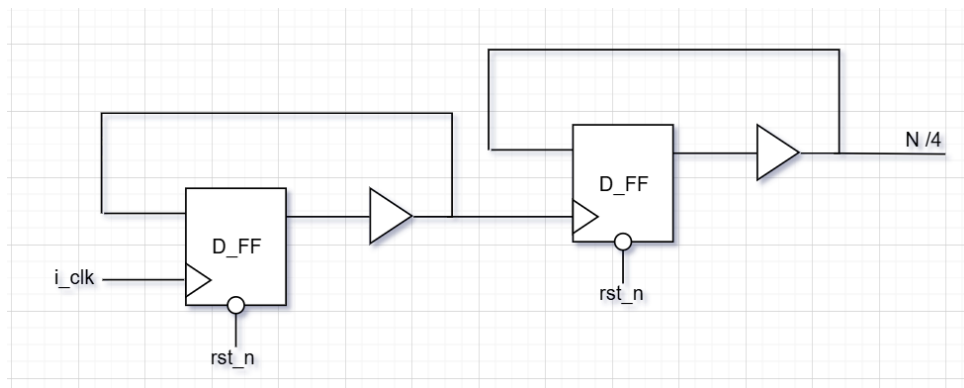 N /4
D_FF
D_FF
i_clk
rst_n
rst_n